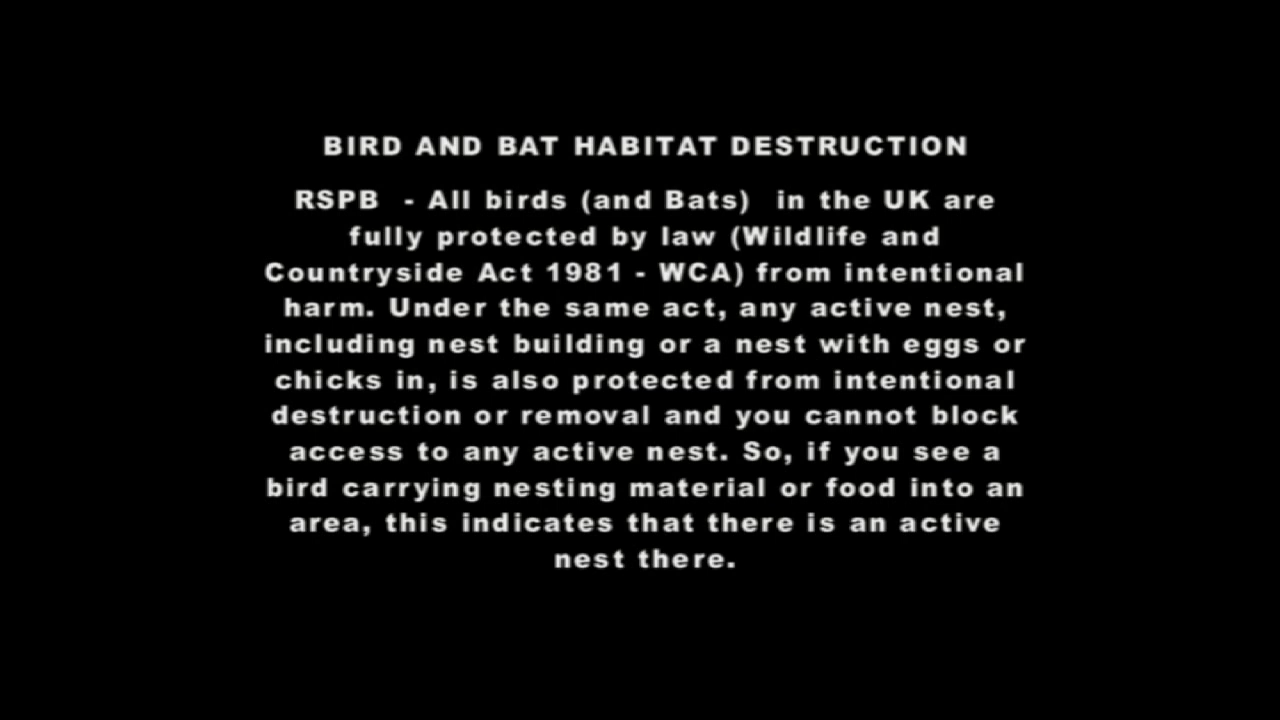 BIRD AND BAT HABITAT DESTRUCTION
RSPB - All birds (and Bats) in the UK are
fully protected by law (Wildlife and
Countryside Act 1981 - WCA) from intentional
harm. Under the same act, any active nest,
including nest building or a nest with eggs or
chicks in, is also protected from intentional
destruction or removal and you cannot block
access to any active nest. So, if you see a
bird carrying nesting material or food into an
area, this indicates that there is an active
nest there.